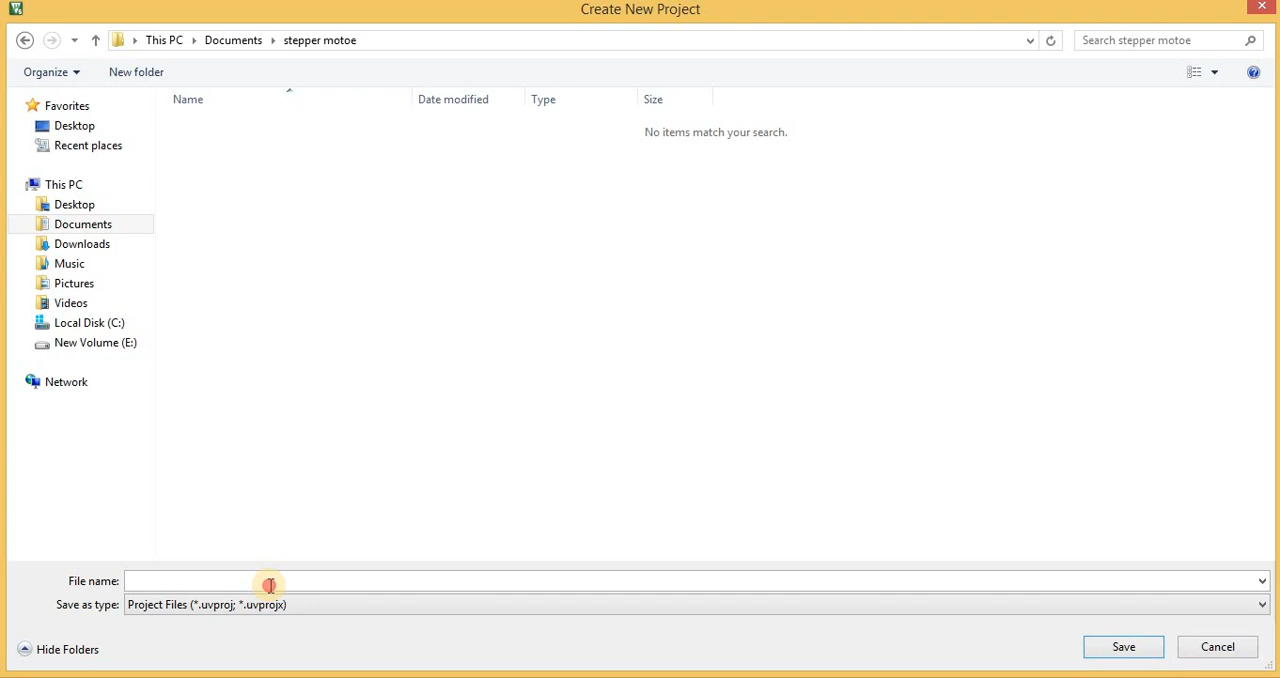 Create New Project
This PC Documents stepper motoe
Search stepper motoe
Organize New folder
Name Date modified Type Size
No items match your search.
Favorites
Desktop
Recent places
This PC
Desktop
Documents
Downloads
Music
Pictures
Videos
Local Disk (C:)
New Volume (E:)
Network
File name:
Save as type: Project Files (*.uvproj; *.uvprojx)
Hide Folders
Save Cancel